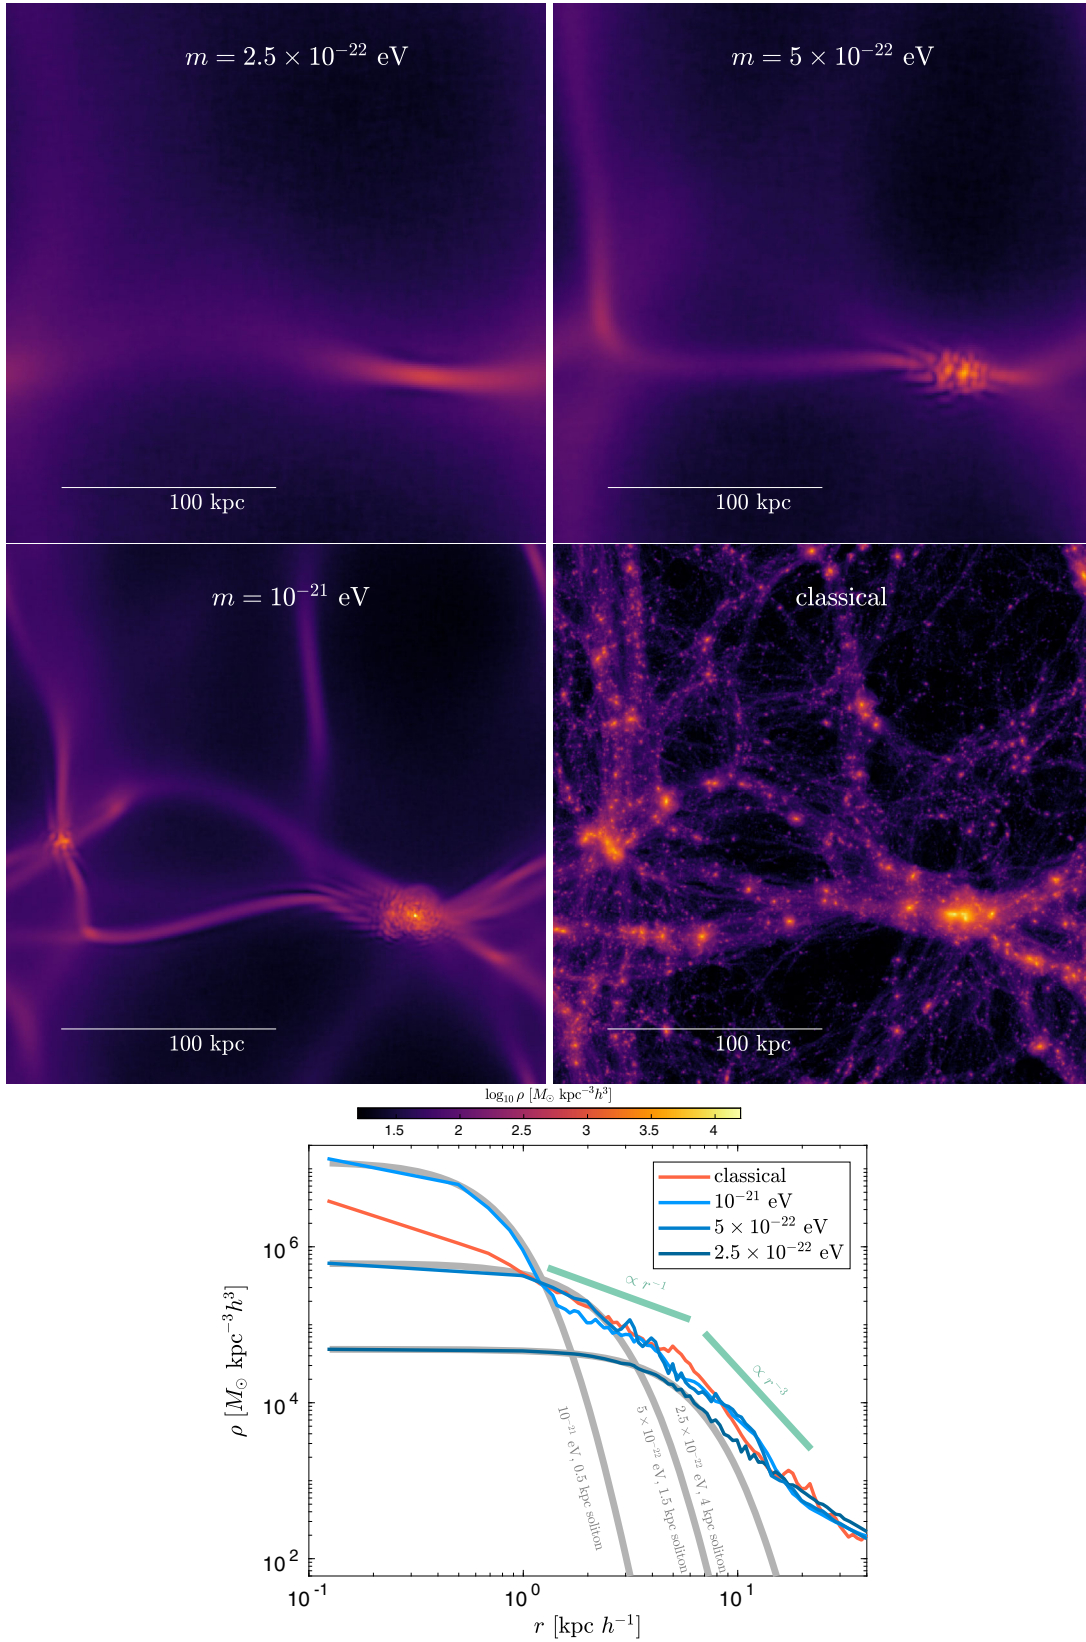 m = 2.5 × 10⁻²² eV
m = 5 × 10⁻²² eV
100 kpc
100 kpc
m = 10⁻²¹ eV
classical
100 kpc
100 kpc
log₁₀ ρ [M☉ kpc⁻³h³]
1.5 2 2.5 3 3.5 4
classical
10⁻²¹ eV
5 × 10⁻²² eV
2.5 × 10⁻²² eV
∝ r⁻¹
∝ r⁻³
10⁻²¹ eV, 0.5 kpc soliton
5 × 10⁻²² eV, 1.5 kpc soliton
2.5 × 10⁻²² eV, 4 kpc soliton
10⁶
10⁴
10²
ρ [M☉ kpc⁻³h³]
10⁻¹ 10⁰ 10¹
r [kpc h⁻¹]